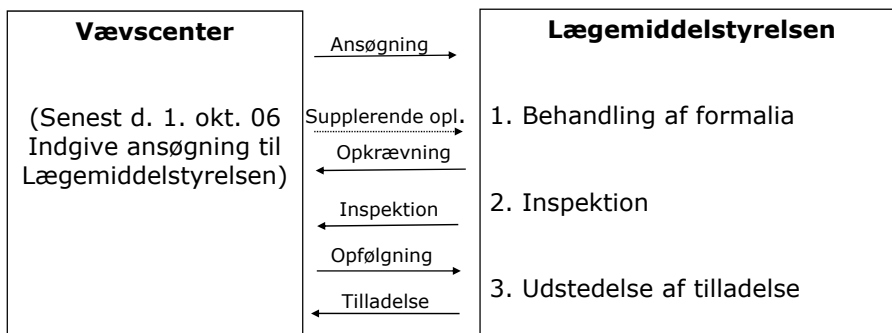 Vævscenter
(Senest d. 1. okt. 06
Indgive ansøgning til
Lægemiddelstyrelsen)
Ansøgning
Supplerende opl.
Opkrævning
Inspektion
Opfølgning
Tilladelse
Lægemiddelstyrelsen
1. Behandling af formalia
2. Inspektion
3. Udstedelse af tilladelse